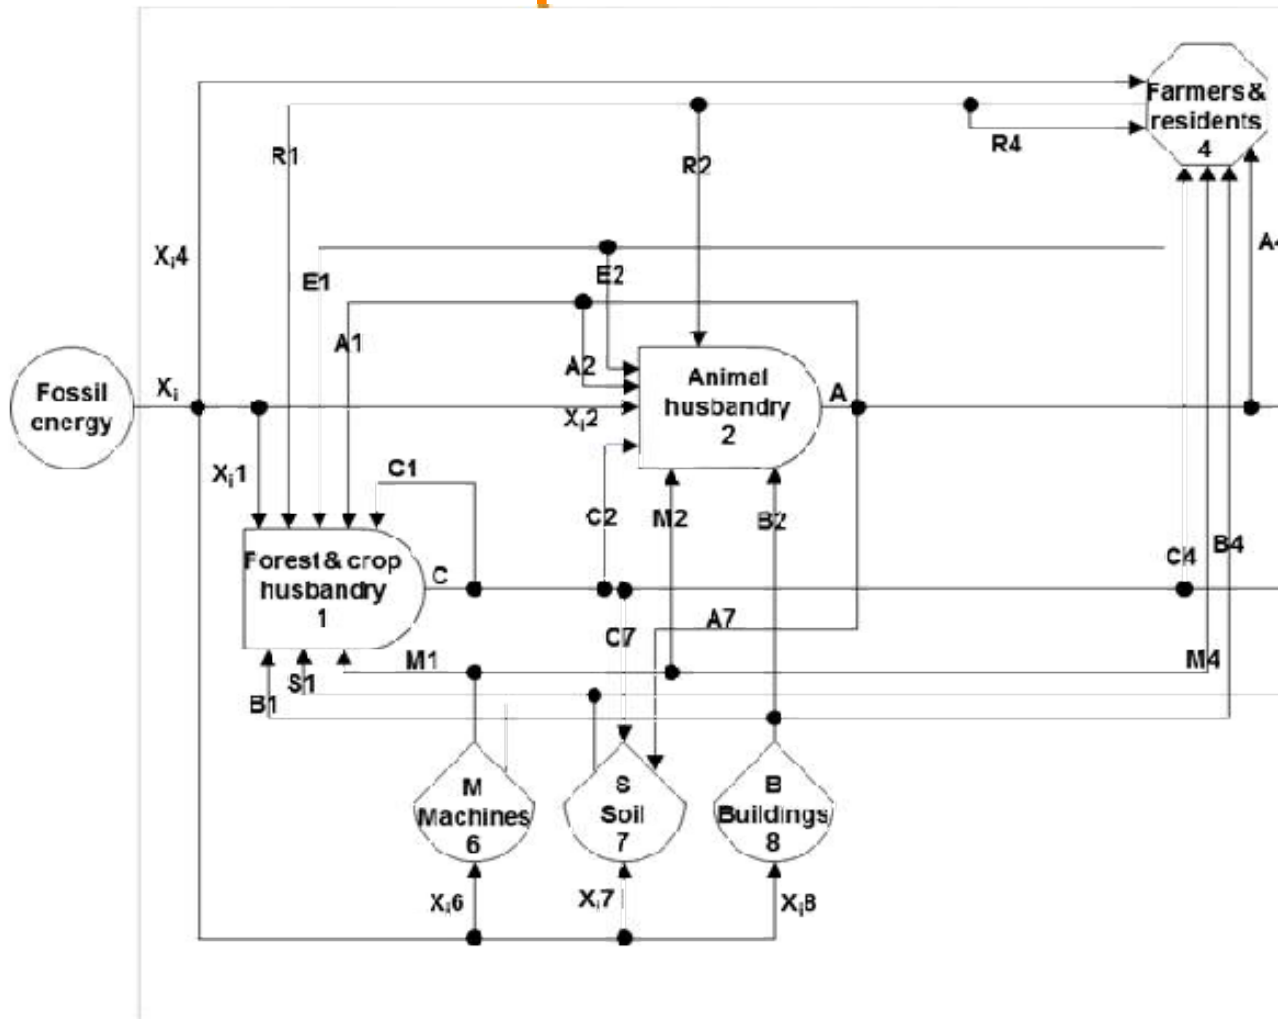 Farmers &
residents
4
R1
R2
R4
Xi4
E1
E2
A1
A2
Fossil
energy
Xi
Xi2
Animal
husbandry
2
A
Xi1
C1
C2
M2
B2
C4
B4
Forest & crop
husbandry
1
C
C7
A7
M1
M4
S1
B1
M
Machines
6
S
Soil
7
B
Buildings
8
Xi6
Xi7
Xi8